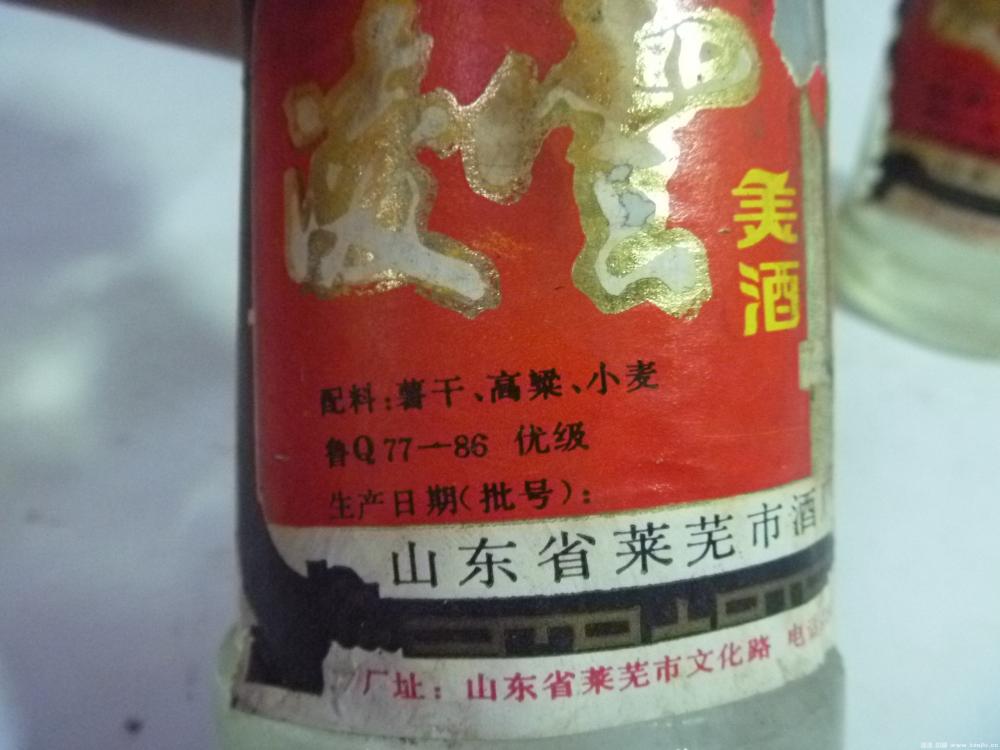 美酒
配料:薯干、高粱、小麦
鲁Q77—86 优级
生产日期(批号):
山东省莱芜市酒
厂址:山东省莱芜市文化路 电话